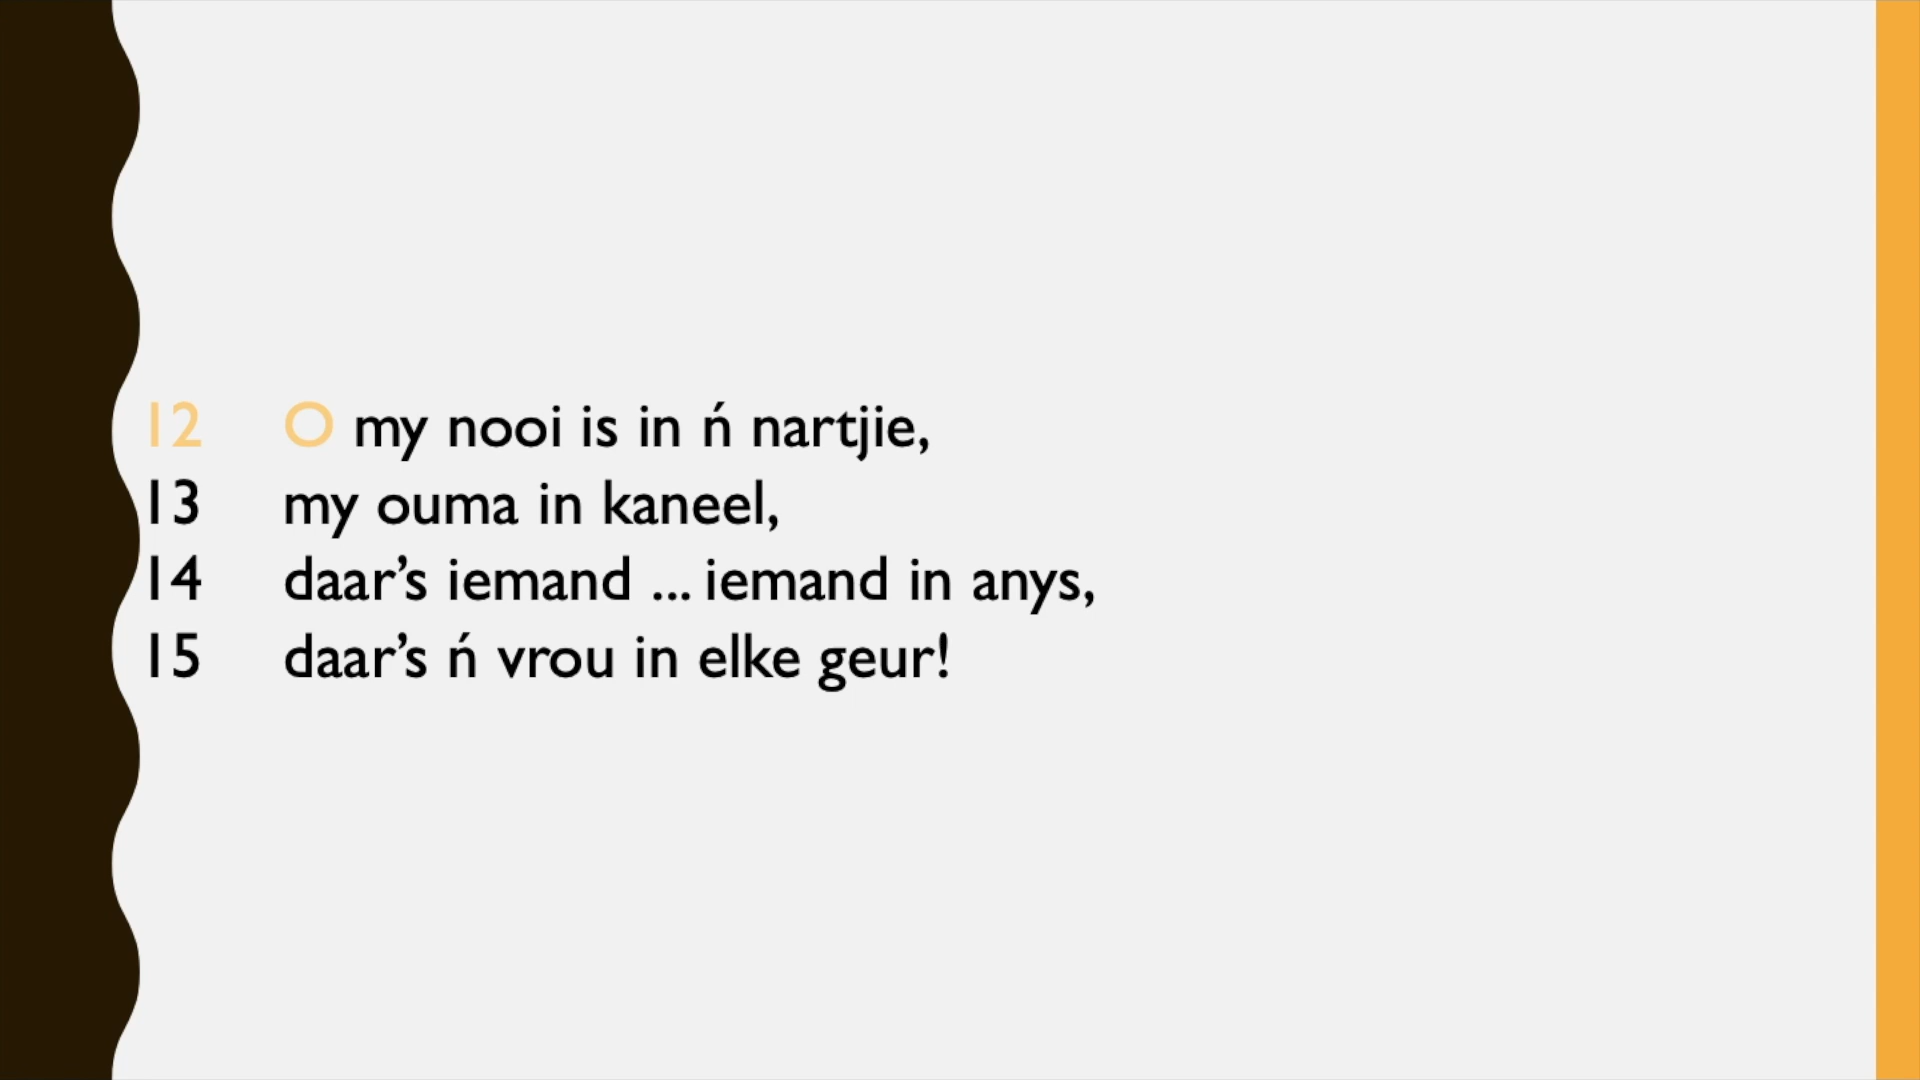 12 O my nooi is in ń nartjie,
13 my ouma in kaneel,
14 daar’s iemand ... iemand in anys,
15 daar’s ń vrou in elke geur!